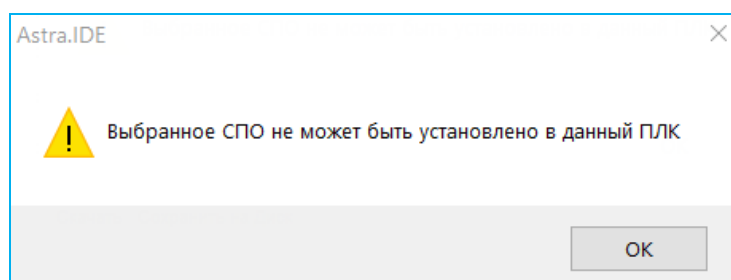 Astra.IDE
Выбранное СПО не может быть установлено в данный ПЛК
OK